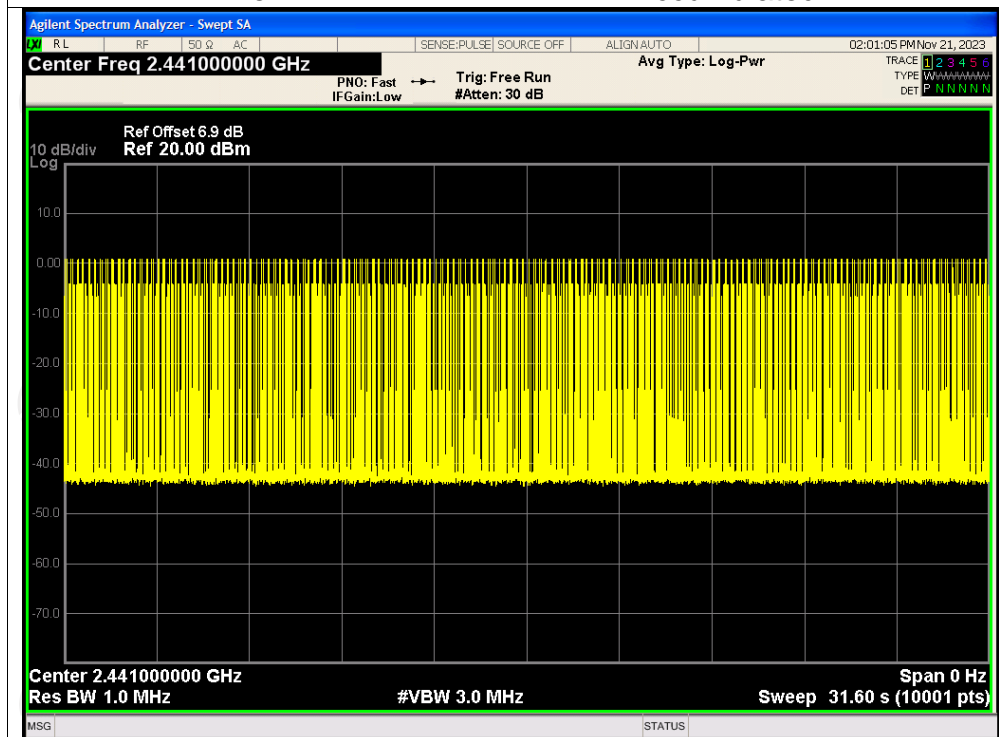 Agilent Spectrum Analyzer - Swept SA
LXI RL RF 50 Ω AC SENSE:PULSE SOURCE OFF ALIGN AUTO 02:01:05 PM Nov 21, 2023
Center Freq 2.441000000 GHz Avg Type: Log-Pwr TRACE 1 2 3 4 5 6
PNO: Fast Trig: Free Run TYPE W
IFGain:Low #Atten: 30 dB DET P N N N N N
Ref Offset 6.9 dB
10 dB/div Ref 20.00 dBm
Log
10.0
0.00
-10.0
-20.0
-30.0
-40.0
-50.0
-60.0
-70.0
Center 2.441000000 GHz Span 0 Hz
Res BW 1.0 MHz #VBW 3.0 MHz Sweep 31.60 s (10001 pts)
MSG STATUS